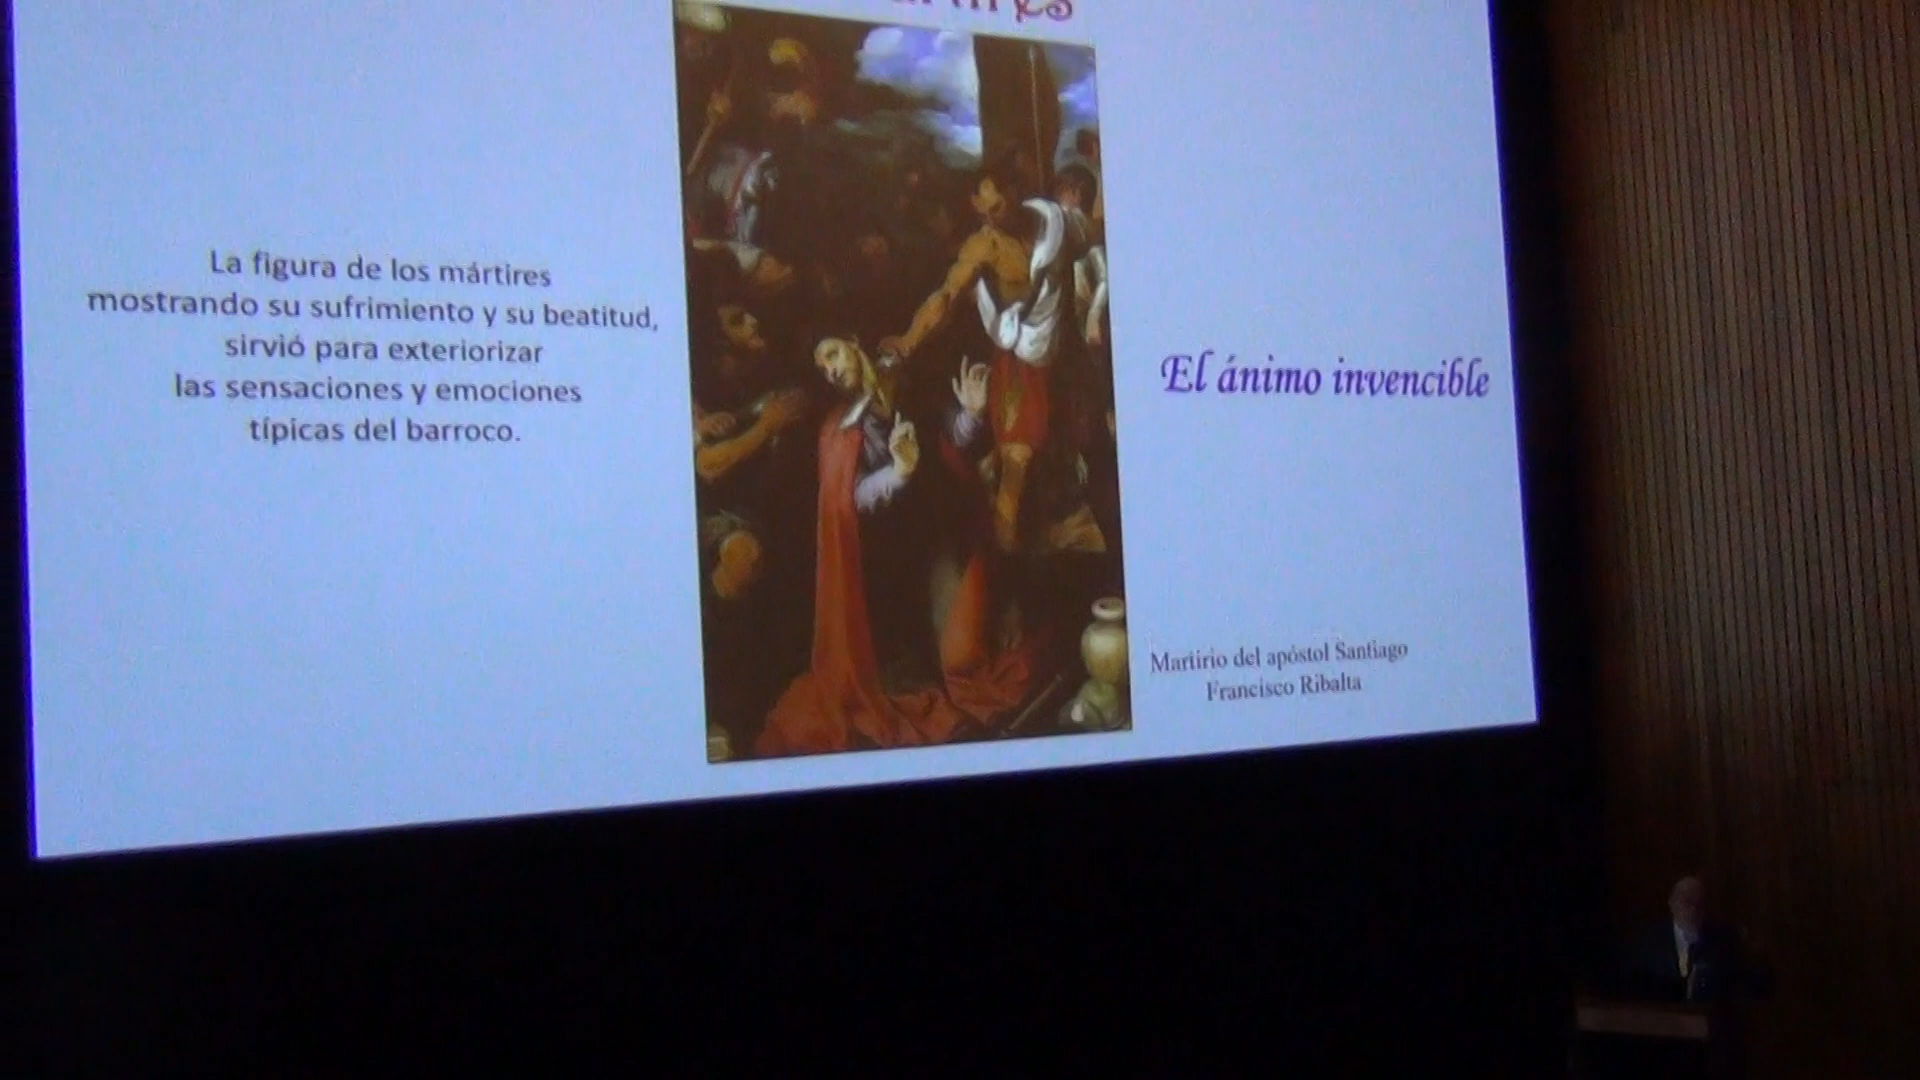 La figura de los mártires
mostrando su sufrimiento y su beatitud,
sirvió para exteriorizar
las sensaciones y emociones
típicas del barroco.
El ánimo invencible
Martirio del apóstol Santiago
Francisco Ribalta